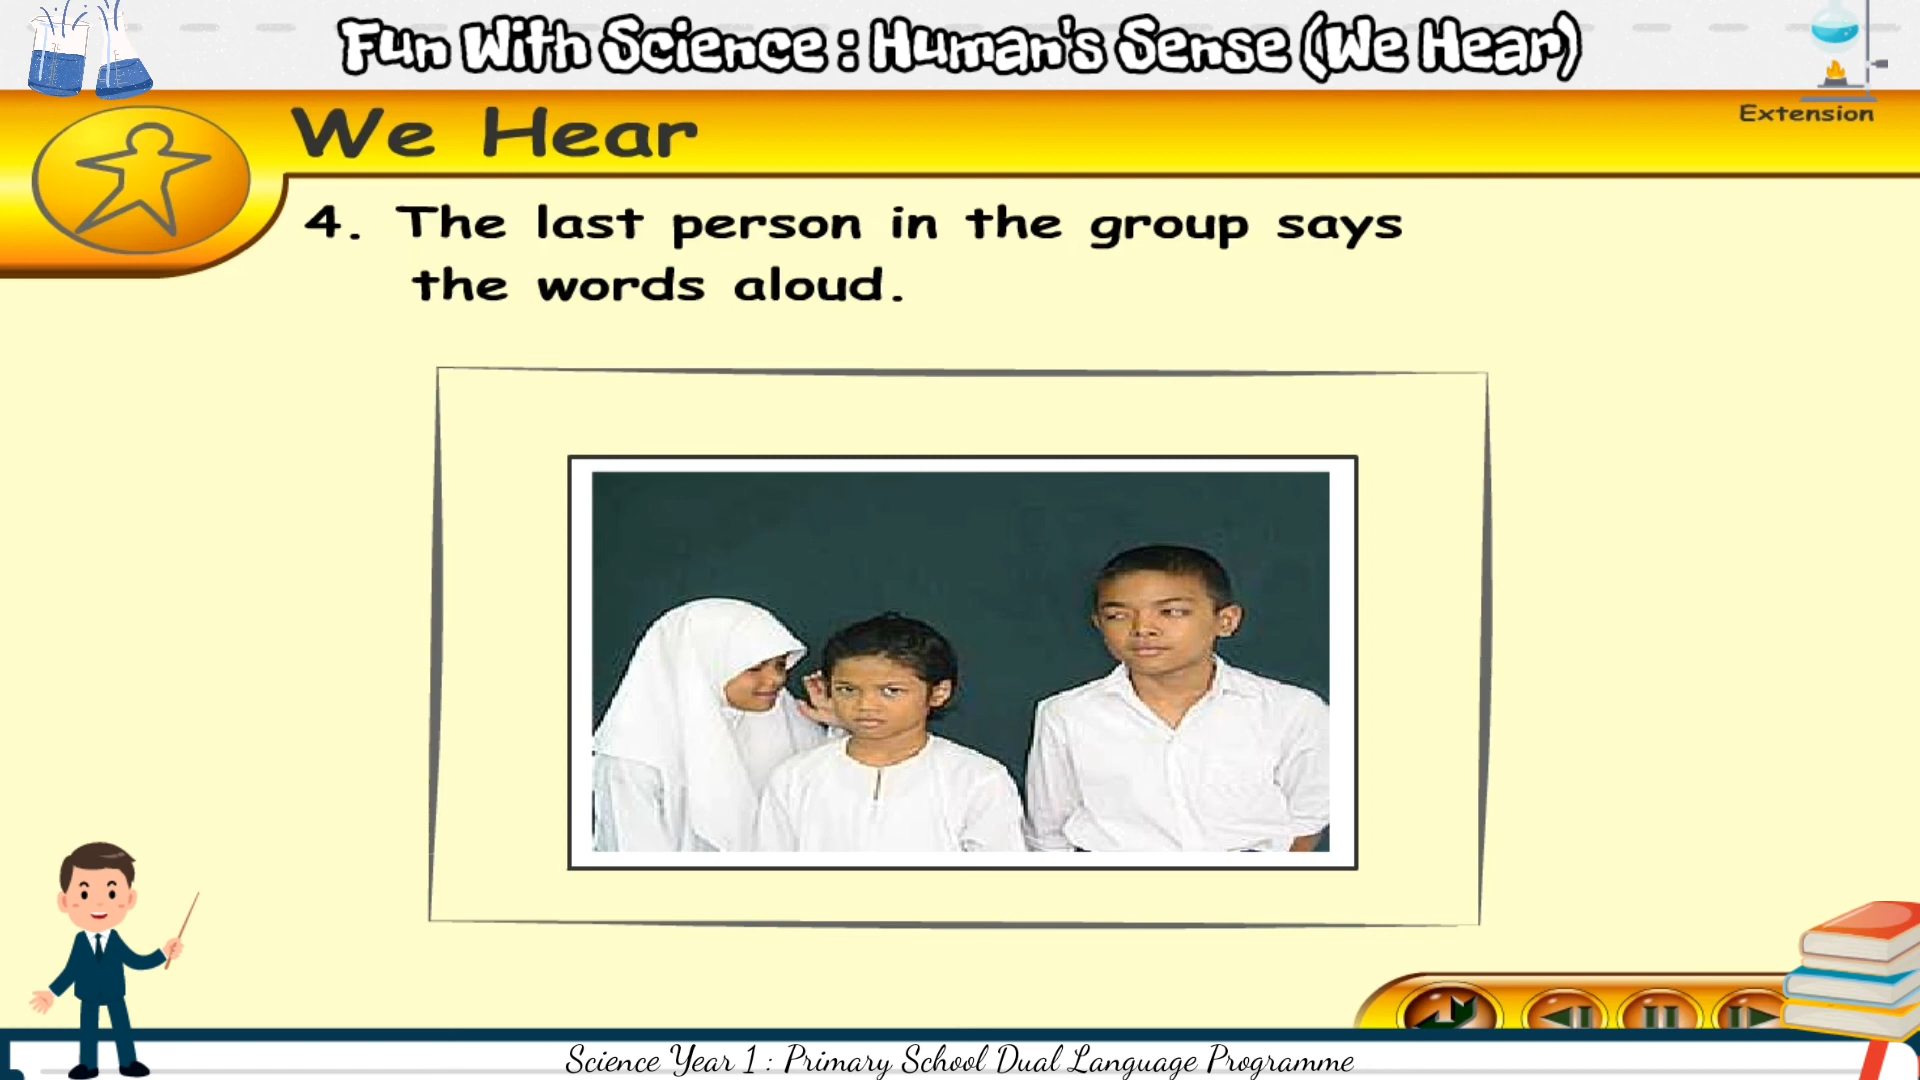 Fun With Science : Human's Sense (We Hear)
Extension
We Hear
4. The last person in the group says
the words aloud.
Science Year 1 : Primary School Dual Language Programme